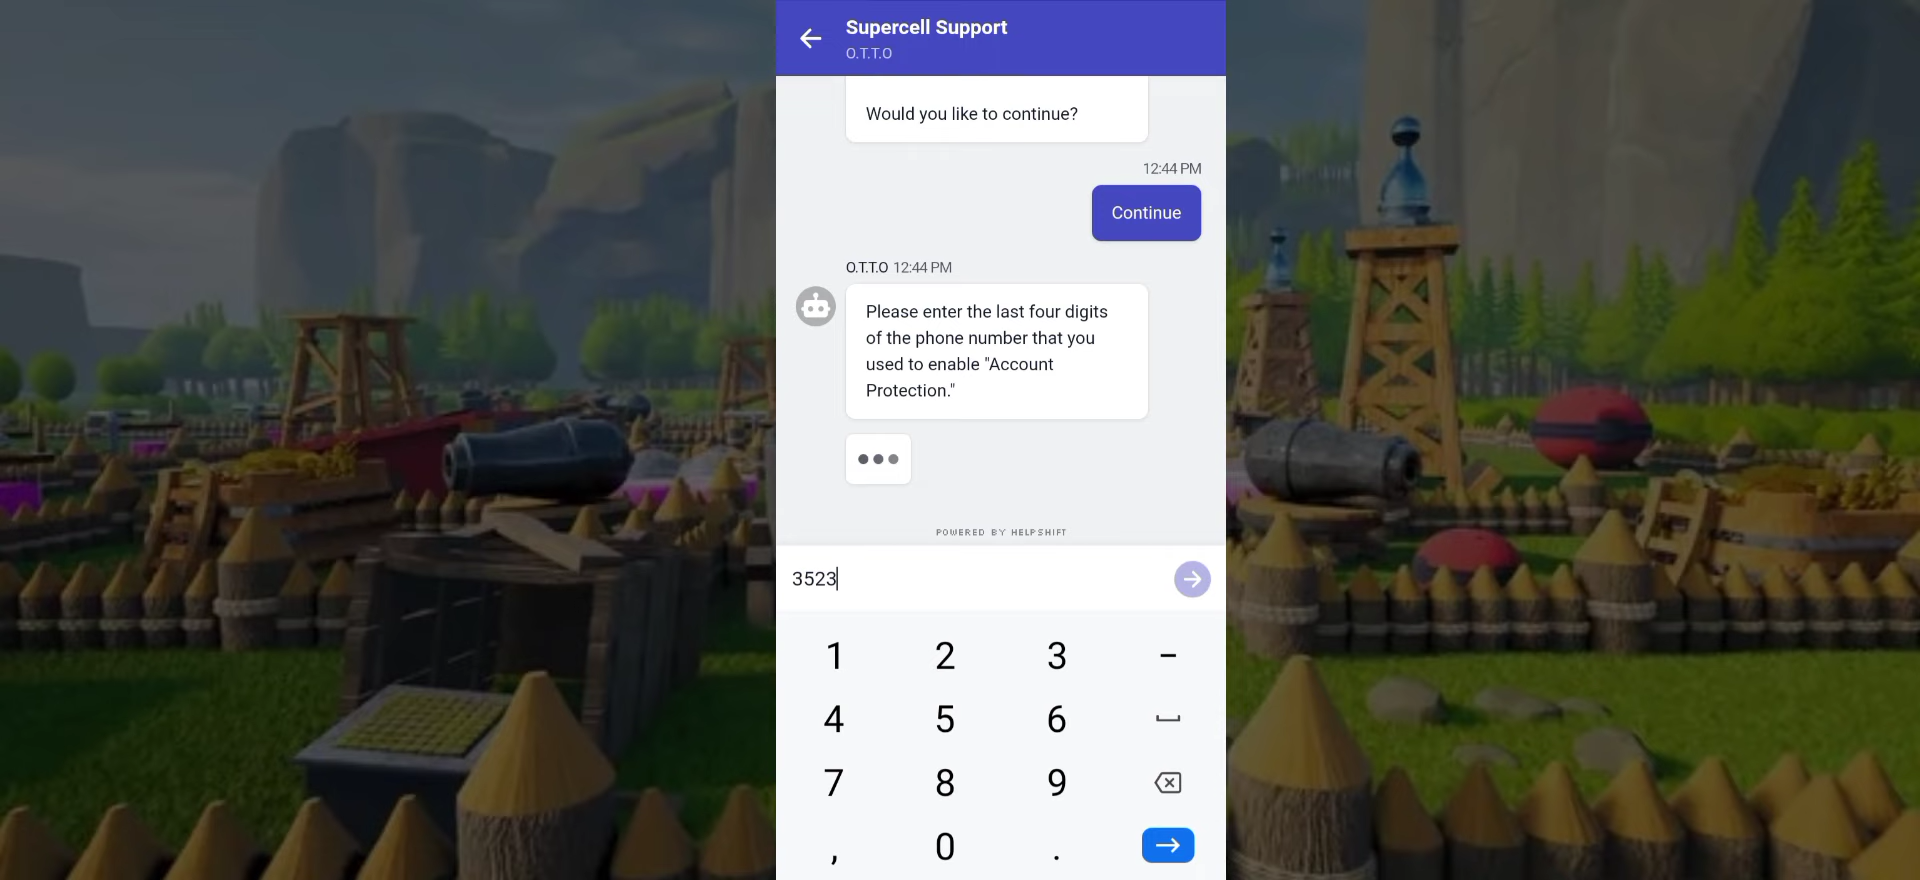 Supercell Support
O.T.T.O
Would you like to continue?
12:44 PM
Continue
O.T.T.O 12:44 PM
Please enter the last four digits
of the phone number that you
used to enable "Account
Protection."
POWERED BY HELPSHIFT
3523
1 2 3 -
4 5 6
7 8 9
, 0 .